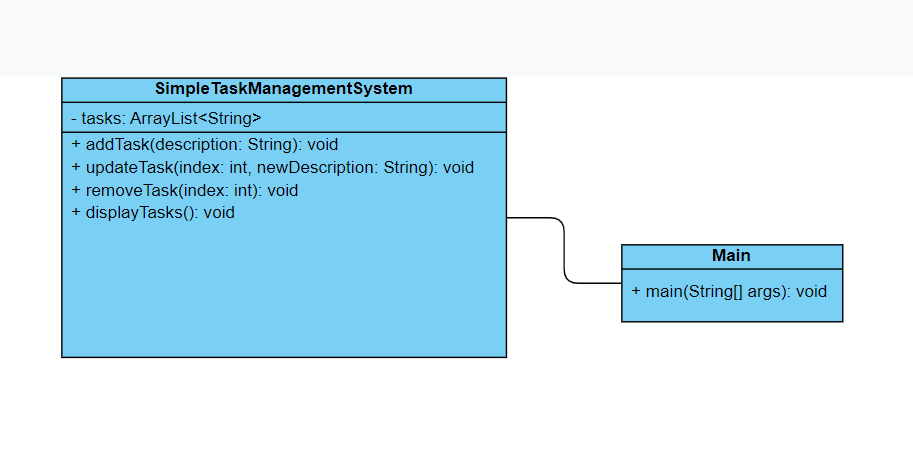 SimpleTaskManagementSystem
- tasks: ArrayList<String>
+ addTask(description: String): void
+ updateTask(index: int, newDescription: String): void
+ removeTask(index: int): void
+ displayTasks(): void
Main
+ main(String[] args): void